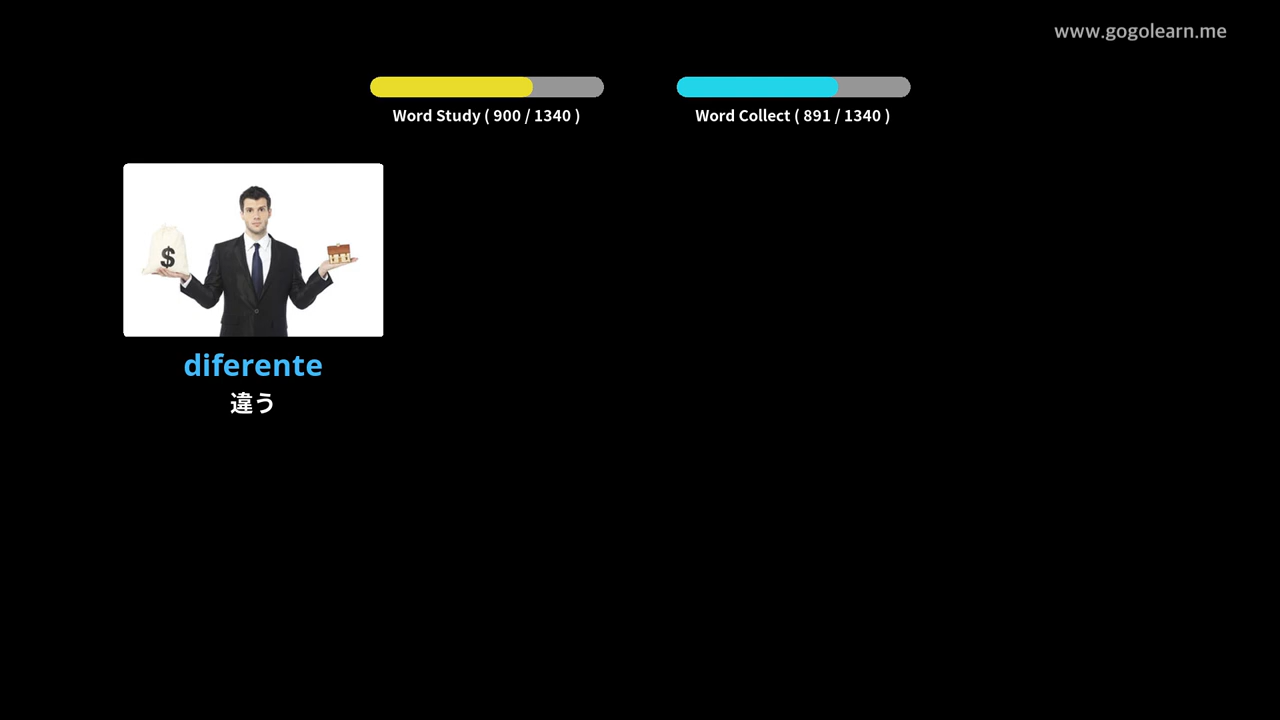 www.gogolearn.me
Word Study ( 900 / 1340 )
Word Collect ( 891 / 1340 )
$
diferente
違う